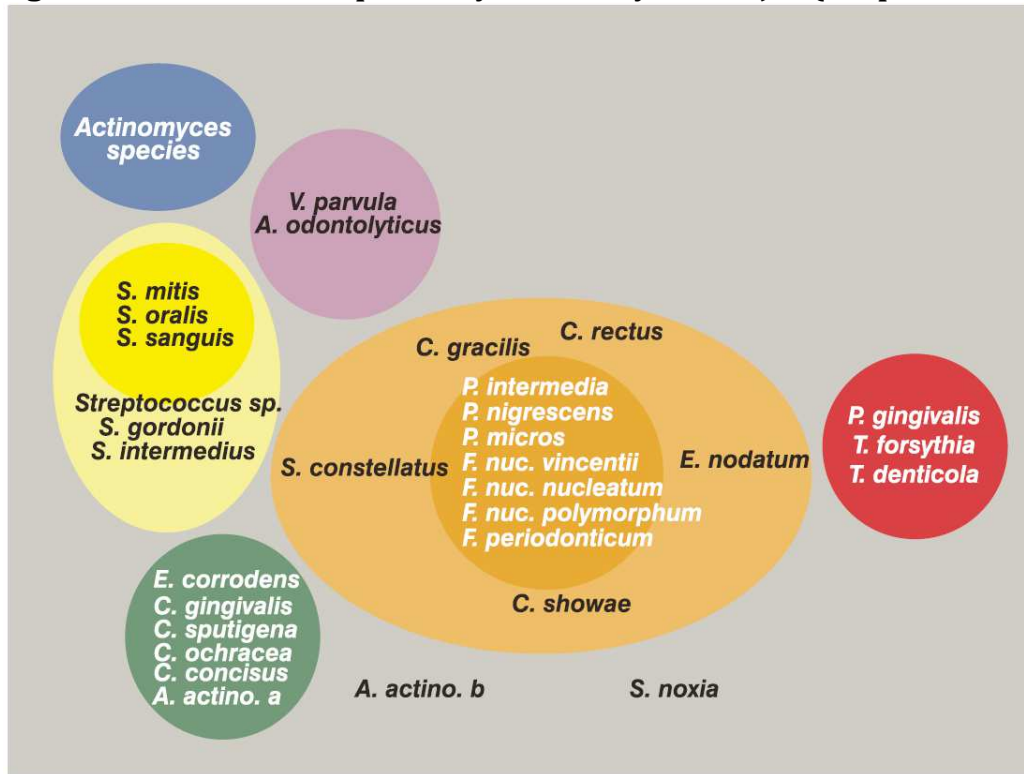 Actinomyces
species
V. parvula
A. odontolyticus
S. mitis
S. oralis
S. sanguis
Streptococcus sp.
S. gordonii
S. intermedius
C. gracilis
C. rectus
P. intermedia
P. nigrescens
P. micros
F. nuc. vincentii
F. nuc. nucleatum
F. nuc. polymorphum
F. periodonticum
S. constellatus
E. nodatum
C. showae
P. gingivalis
T. forsythia
T. denticola
E. corrodens
C. gingivalis
C. sputigena
C. ochracea
C. concisus
A. actino. a
A. actino. b
S. noxia